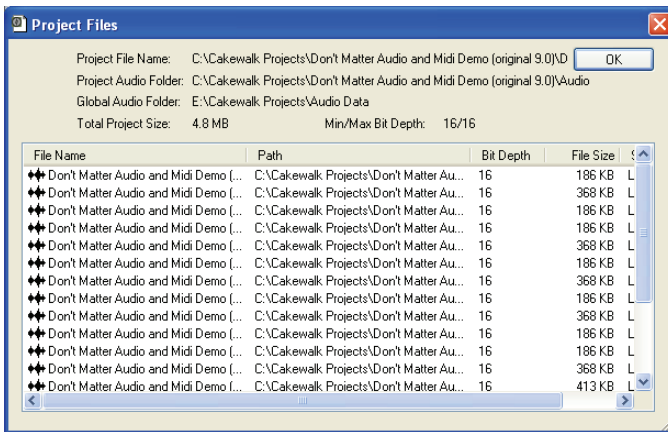 Project Files
Project File Name: C:\Cakewalk Projects\Don't Matter Audio and Midi Demo (original 9.0)\D OK
Project Audio Folder: C:\Cakewalk Projects\Don't Matter Audio and Midi Demo (original 9.0)\Audio
Global Audio Folder: E:\Cakewalk Projects\Audio Data
Total Project Size: 4.8 MB Min/Max Bit Depth: 16/16
File Name Path Bit Depth File Size
Don't Matter Audio and Midi Demo (... C:\Cakewalk Projects\Don't Matter Au... 16 186 KB L
Don't Matter Audio and Midi Demo (... C:\Cakewalk Projects\Don't Matter Au... 16 368 KB L
Don't Matter Audio and Midi Demo (... C:\Cakewalk Projects\Don't Matter Au... 16 186 KB L
Don't Matter Audio and Midi Demo (... C:\Cakewalk Projects\Don't Matter Au... 16 186 KB L
Don't Matter Audio and Midi Demo (... C:\Cakewalk Projects\Don't Matter Au... 16 368 KB L
Don't Matter Audio and Midi Demo (... C:\Cakewalk Projects\Don't Matter Au... 16 186 KB L
Don't Matter Audio and Midi Demo (... C:\Cakewalk Projects\Don't Matter Au... 16 368 KB L
Don't Matter Audio and Midi Demo (... C:\Cakewalk Projects\Don't Matter Au... 16 186 KB L
Don't Matter Audio and Midi Demo (... C:\Cakewalk Projects\Don't Matter Au... 16 368 KB L
Don't Matter Audio and Midi Demo (... C:\Cakewalk Projects\Don't Matter Au... 16 186 KB L
Don't Matter Audio and Midi Demo (... C:\Cakewalk Projects\Don't Matter Au... 16 186 KB L
Don't Matter Audio and Midi Demo (... C:\Cakewalk Projects\Don't Matter Au... 16 368 KB L
Don't Matter Audio and Midi Demo (... C:\Cakewalk Projects\Don't Matter Au... 16 413 KB L